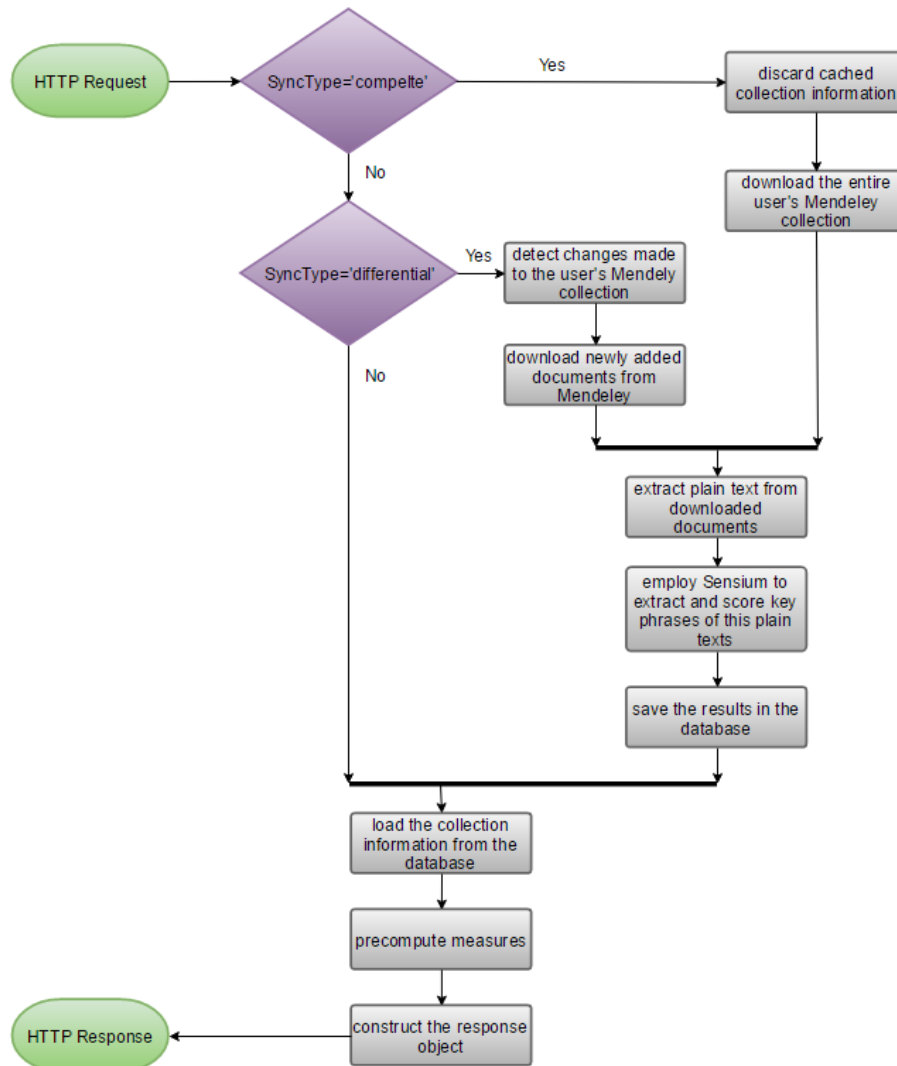 HTTP Request
SyncType='compelte'
Yes
discard cached
collection information
No
download the entire
user's Mendeley
collection
SyncType='differential'
Yes
detect changes made
to the user's Mendely
collection
No
download newly added
documents from
Mendeley
extract plain text from
downloaded
documents
employ Sensium to
extract and score key
phrases of this plain
texts
save the results in the
database
load the collection
information from the
database
precompute measures
construct the response
object
HTTP Response